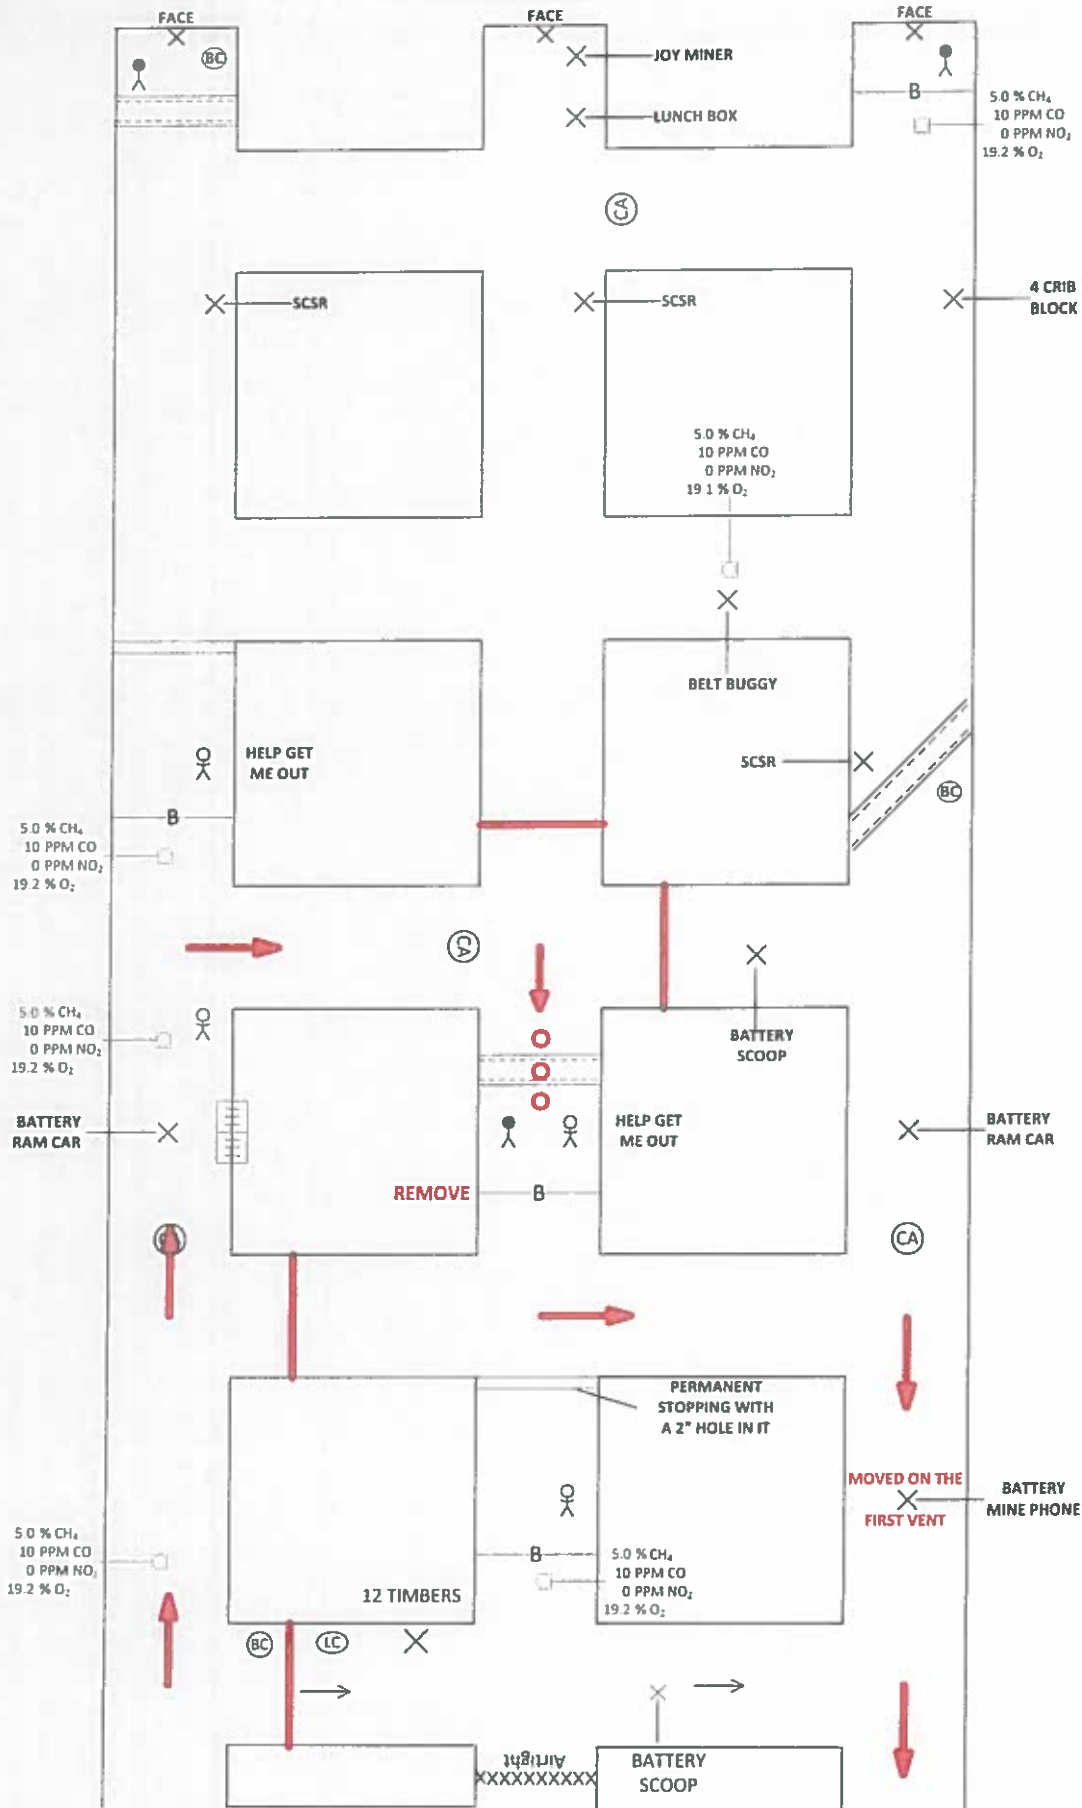 FACE
FACE
FACE
BC
JOY MINER
LUNCH BOX
B
5.0 % CH₄
10 PPM CO
0 PPM NO₂
19.2 % O₂
CA
SCSR
SCSR
4 CRIB
BLOCK
5.0 % CH₄
10 PPM CO
0 PPM NO₂
19.1 % O₂
BELT BUGGY
HELP GET
ME OUT
SCSR
BC
B
5.0 % CH₄
10 PPM CO
0 PPM NO₂
19.2 % O₂
CA
5.0 % CH₄
10 PPM CO
0 PPM NO₂
19.2 % O₂
BATTERY
SCOOP
BATTERY
RAM CAR
HELP GET
ME OUT
BATTERY
RAM CAR
REMOVE
B
CA
PERMANENT
STOPPING WITH
A 2" HOLE IN IT
MOVED ON THE
FIRST VENT
BATTERY
MINE PHONE
5.0 % CH₄
10 PPM CO
0 PPM NO₂
19.2 % O₂
B
5.0 % CH₄
10 PPM CO
0 PPM NO₂
19.2 % O₂
12 TIMBERS
BC
LC
Airtight
XXXXXXXXXX
BATTERY
SCOOP